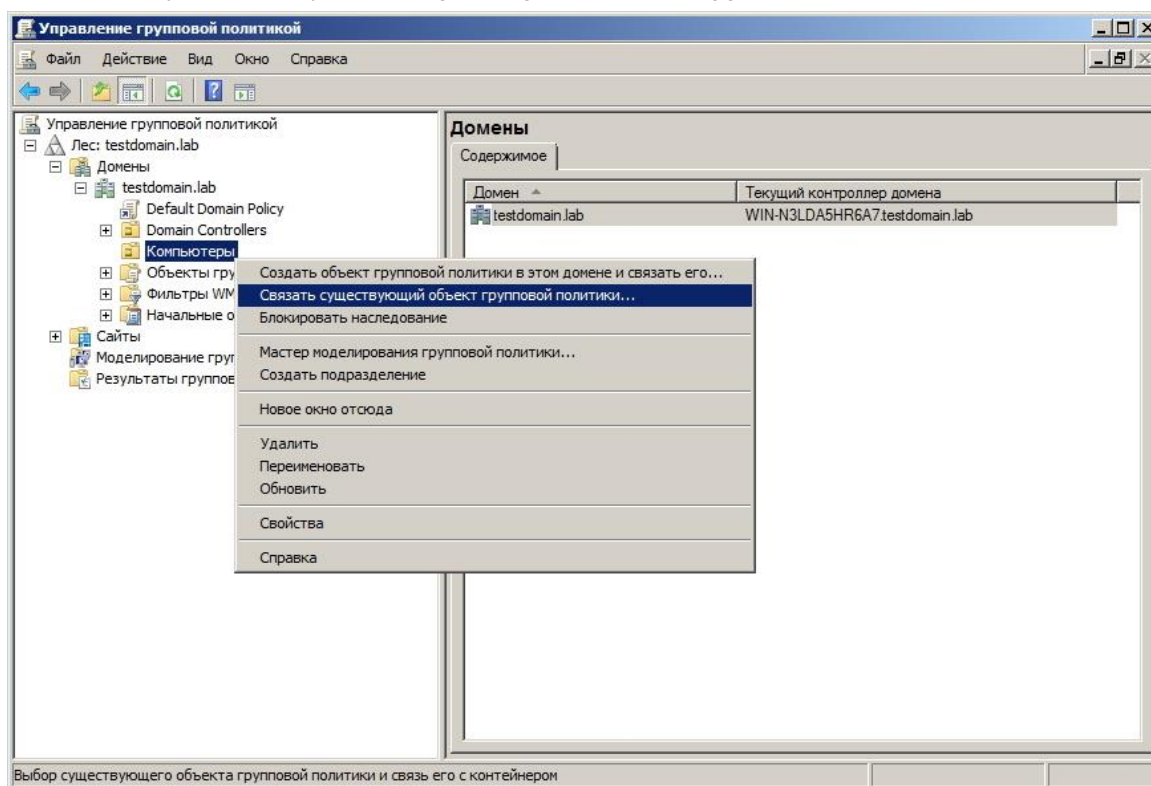 Управление групповой политикой
Файл Действие Вид Окно Справка
Управление групповой политикой
Лес: testdomain.lab
Домены
testdomain.lab
Default Domain Policy
Domain Controllers
Компьютеры
Объекты гру
Фильтры WM
Начальные о
Сайты
Моделирование груп
Результаты группов
Создать объект групповой политики в этом домене и связать его...
Связать существующий объект групповой политики...
Блокировать наследование
Мастер моделирования групповой политики...
Создать подразделение
Новое окно отсюда
Удалить
Переименовать
Обновить
Свойства
Справка
Домены
Содержимое
Домен Текущий контроллер домена
testdomain.lab WIN-N3LDA5HR6A7.testdomain.lab
Выбор существующего объекта групповой политики и связь его с контейнером